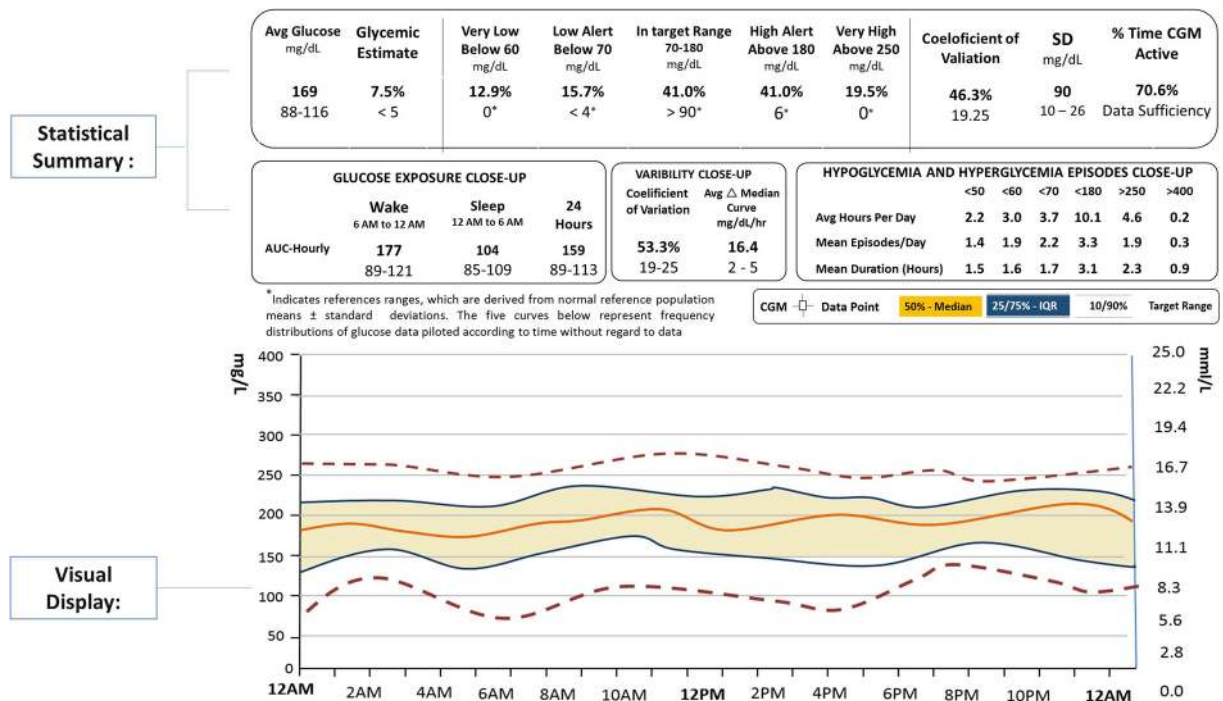 Statistical
Summary :
Avg Glucose
mg/dL
Glycemic
Estimate
Very Low
Below 60
mg/dL
Low Alert
Below 70
mg/dL
In target Range
70-180
mg/dL
High Alert
Above 180
mg/dL
Very High
Above 250
mg/dL
Coeloficient of
Valiation
SD
mg/dL
% Time CGM
Active
169 7.5% 12.9% 15.7% 41.0% 41.0% 19.5% 46.3% 90 70.6%
88-116 < 5 0* < 4* > 90* 6* 0* 19.25 10 – 26 Data Sufficiency
GLUCOSE EXPOSURE CLOSE-UP
Wake
6 AM to 12 AM
Sleep
12 AM to 6 AM
24
Hours
AUC-Hourly 177 104 159
89-121 85-109 89-113
VARIBILITY CLOSE-UP
Coelificient
of Variation
Avg △ Median
Curve
mg/dL/hr
53.3% 16.4
19-25 2 - 5
HYPOGLYCEMIA AND HYPERGLYCEMIA EPISODES CLOSE-UP
<50 <60 <70 <180 >250 >400
Avg Hours Per Day 2.2 3.0 3.7 10.1 4.6 0.2
Mean Episodes/Day 1.4 1.9 2.2 3.3 1.9 0.3
Mean Duration (Hours) 1.5 1.6 1.7 3.1 2.3 0.9
*Indicates references ranges, which are derived from normal reference population
means ± standard deviations. The five curves below represent frequency
distributions of glucose data piloted according to time without regard to data
CGM Data Point 50% - Median 25/75% - IQR 10/90% Target Range
Visual
Display:
mg/L
400
350
300
250
200
150
100
50
0
25.0
22.2
19.4
16.7
13.9
11.1
8.3
5.6
2.8
0.0
mml/L
12AM 2AM 4AM 6AM 8AM 10AM 12PM 2PM 4PM 6PM 8PM 10PM 12AM